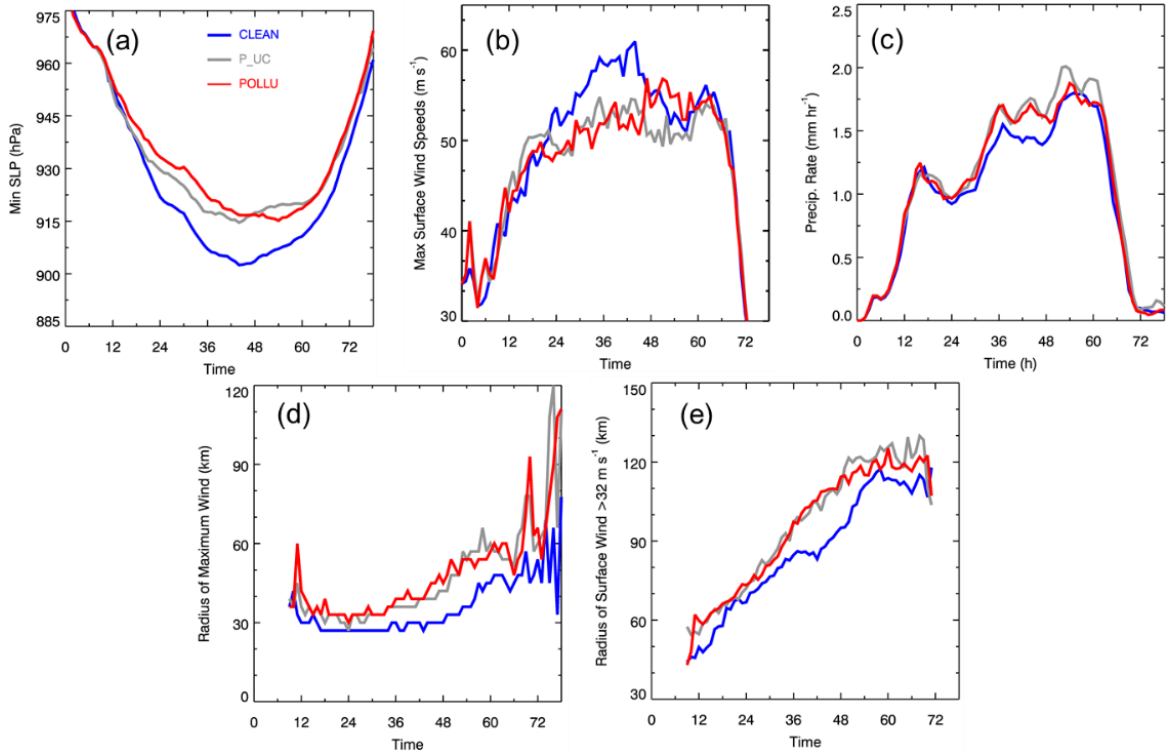 (a)
CLEAN
P_UC
POLLU
Min SLP (hPa)
975
960
945
930
915
900
885
0 12 24 36 48 60 72
Time
(b)
Max Surface Wind Speeds (m s⁻¹)
60
50
40
30
0 12 24 36 48 60 72
Time
(c)
Precip. Rate (mm hr⁻¹)
2.5
2.0
1.5
1.0
0.5
0.0
0 12 24 36 48 60 72
Time (h)
(d)
Radius of Maximum Wind (km)
120
90
60
30
0
0 12 24 36 48 60 72
Time
(e)
Radius of Surface Wind >32 m s⁻¹ (km)
150
120
90
60
30
0 12 24 36 48 60 72
Time